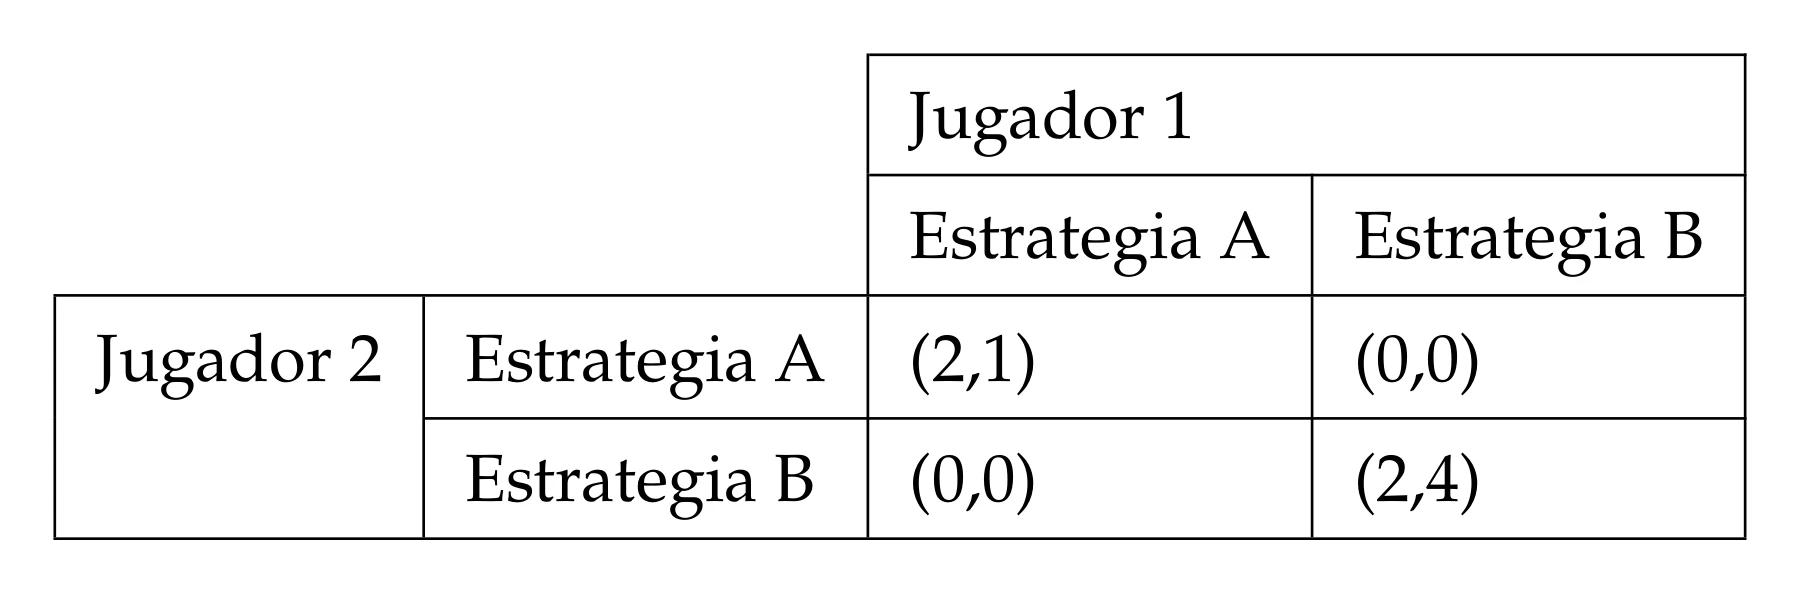 Jugador 1
Estrategia A Estrategia B
Jugador 2 Estrategia A (2,1) (0,0)
Estrategia B (0,0) (2,4)